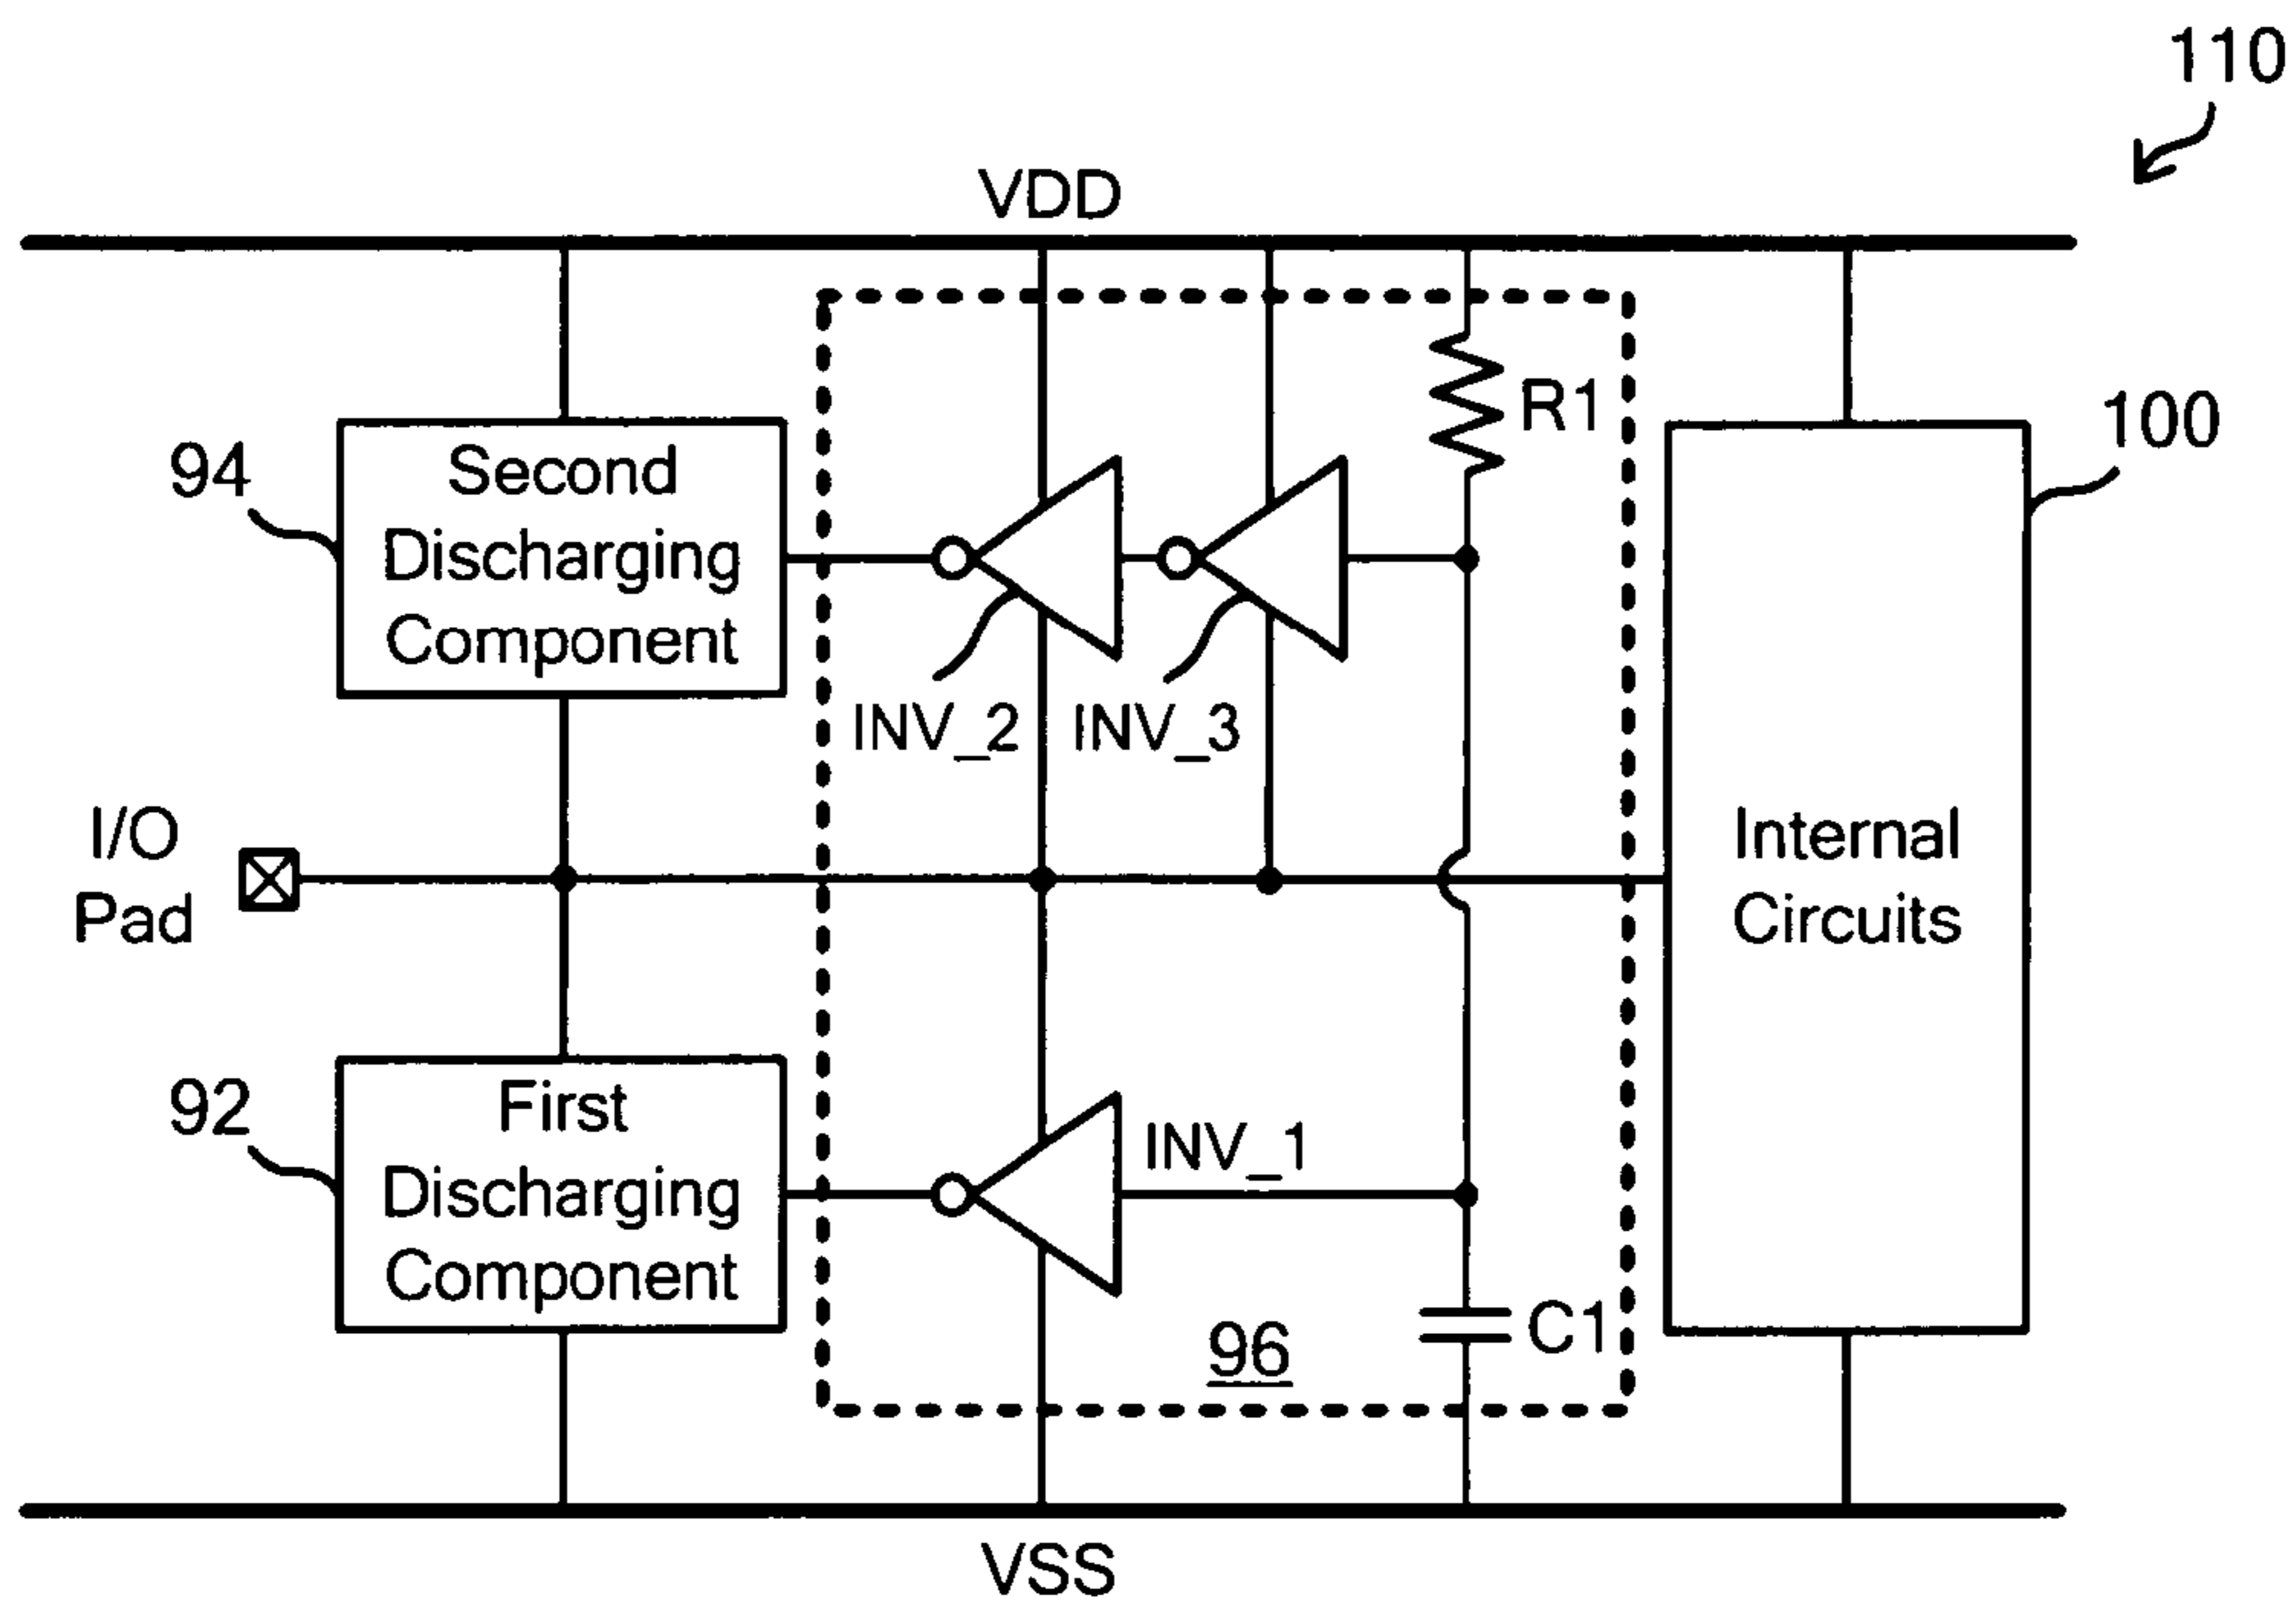 110
VDD
R1
100
94
Second
Discharging
Component
INV_2
INV_3
I/O
Pad
Internal
Circuits
92
First
Discharging
Component
INV_1
96
C1
VSS